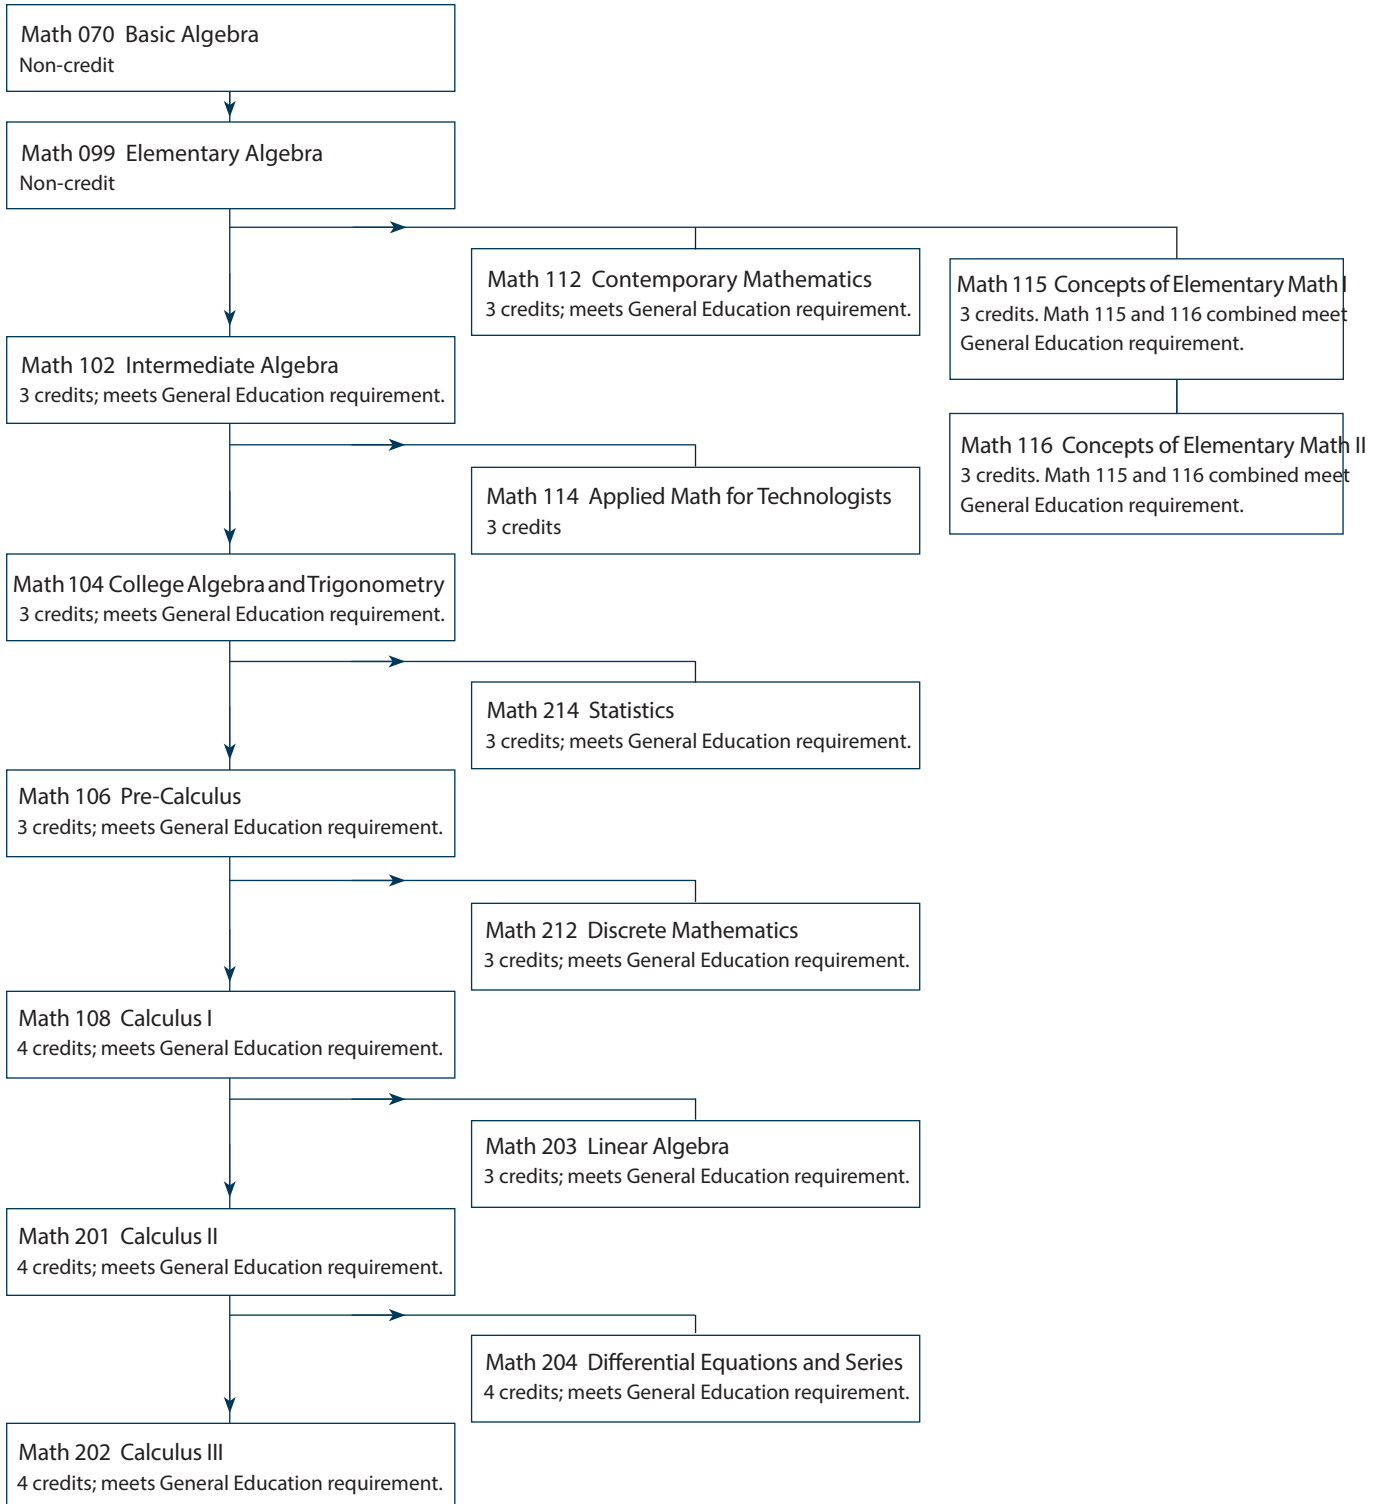 Math 070 Basic Algebra
Non-credit
Math 099 Elementary Algebra
Non-credit
Math 112 Contemporary Mathematics
3 credits; meets General Education requirement.
Math 115 Concepts of Elementary Math I
3 credits. Math 115 and 116 combined meet
General Education requirement.
Math 102 Intermediate Algebra
3 credits; meets General Education requirement.
Math 116 Concepts of Elementary Math II
3 credits. Math 115 and 116 combined meet
General Education requirement.
Math 114 Applied Math for Technologists
3 credits
Math 104 College Algebra and Trigonometry
3 credits; meets General Education requirement.
Math 214 Statistics
3 credits; meets General Education requirement.
Math 106 Pre-Calculus
3 credits; meets General Education requirement.
Math 212 Discrete Mathematics
3 credits; meets General Education requirement.
Math 108 Calculus I
4 credits; meets General Education requirement.
Math 203 Linear Algebra
3 credits; meets General Education requirement.
Math 201 Calculus II
4 credits; meets General Education requirement.
Math 204 Differential Equations and Series
4 credits; meets General Education requirement.
Math 202 Calculus III
4 credits; meets General Education requirement.